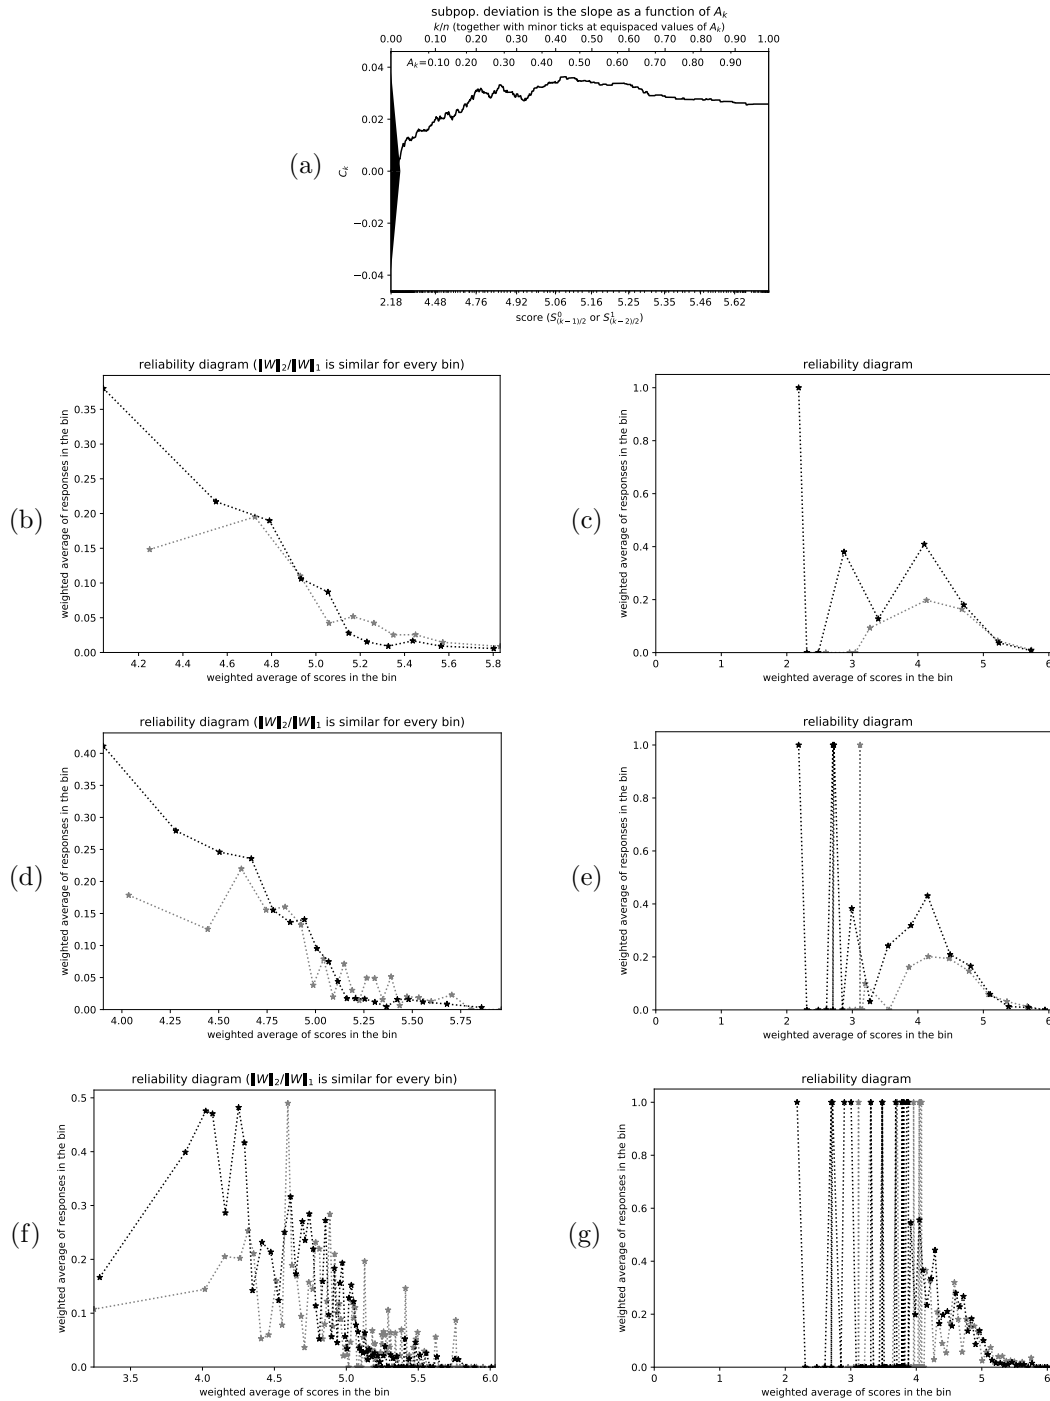 subpop. deviation is the slope as a function of A_k
k/n (together with minor ticks at equispaced values of A_k)
0.00 0.10 0.20 0.30 0.40 0.50 0.60 0.70 0.80 0.90 1.00
A_k=0.10 0.20 0.30 0.40 0.50 0.60 0.70 0.80 0.90
0.04
0.02
0.00
−0.02
−0.04
C_k
(a)
2.18 4.48 4.76 4.92 5.06 5.16 5.25 5.35 5.46 5.62
score (S^0_{(k−1)/2} or S^1_{(k−2)/2})
reliability diagram (‖W‖_2/‖W‖_1 is similar for every bin)
0.35
0.30
0.25
0.20
0.15
0.10
0.05
0.00
weighted average of responses in the bin
(b)
4.2 4.4 4.6 4.8 5.0 5.2 5.4 5.6 5.8
weighted average of scores in the bin
reliability diagram
1.0
0.8
0.6
0.4
0.2
0.0
weighted average of responses in the bin
(c)
0 1 2 3 4 5 6
weighted average of scores in the bin
reliability diagram (‖W‖_2/‖W‖_1 is similar for every bin)
0.40
0.35
0.30
0.25
0.20
0.15
0.10
0.05
0.00
weighted average of responses in the bin
(d)
4.00 4.25 4.50 4.75 5.00 5.25 5.50 5.75
weighted average of scores in the bin
reliability diagram
1.0
0.8
0.6
0.4
0.2
0.0
weighted average of responses in the bin
(e)
0 1 2 3 4 5 6
weighted average of scores in the bin
reliability diagram (‖W‖_2/‖W‖_1 is similar for every bin)
0.5
0.4
0.3
0.2
0.1
0.0
weighted average of responses in the bin
(f)
3.5 4.0 4.5 5.0 5.5 6.0
weighted average of scores in the bin
reliability diagram
1.0
0.8
0.6
0.4
0.2
0.0
weighted average of responses in the bin
(g)
0 1 2 3 4 5 6
weighted average of scores in the bin